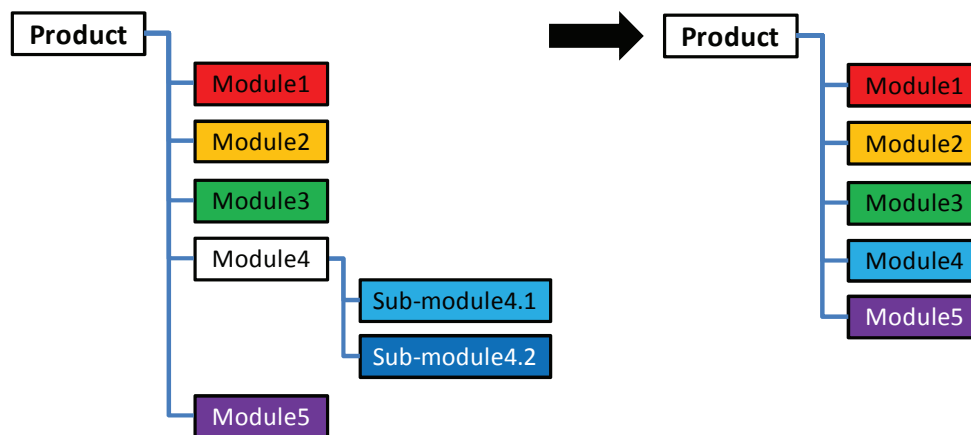 Product
Module1
Module2
Module3
Module4
Sub-module4.1
Sub-module4.2
Module5
Product
Module1
Module2
Module3
Module4
Module5